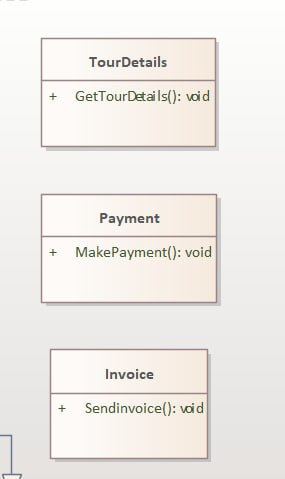 TourDetails
+ GetTourDetails(): void
Payment
+ MakePayment(): void
Invoice
+ Sendinvoice(): void